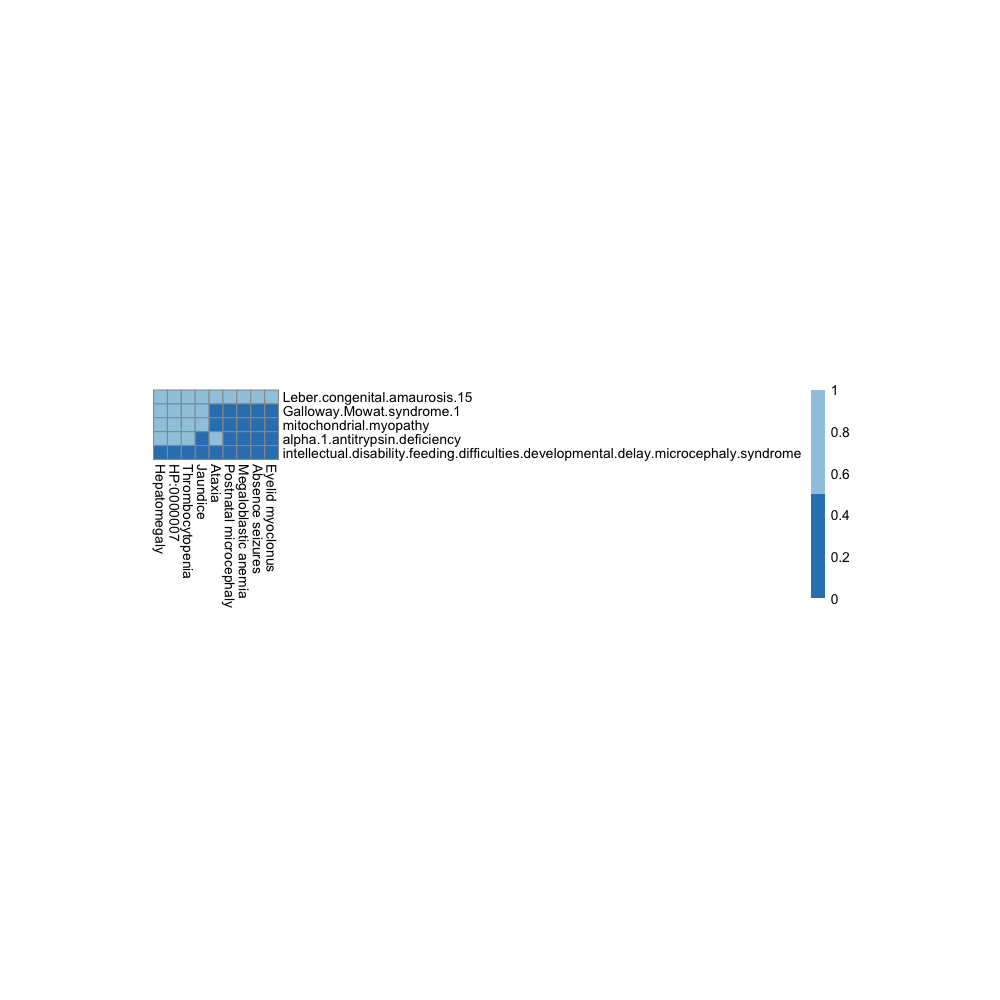 Leber.congenital.amaurosis.15
Galloway.Mowat.syndrome.1
mitochondrial.myopathy
alpha.1.antitrypsin.deficiency
intellectual.disability.feeding.difficulties.developmental.delay.microcephaly.syndrome
Hepatomegaly
HP:0000007
Thrombocytopenia
Jaundice
Ataxia
Postnatal microcephaly
Megaloblastic anemia
Absence seizures
Eyelid myoclonus
1
0.8
0.6
0.4
0.2
0